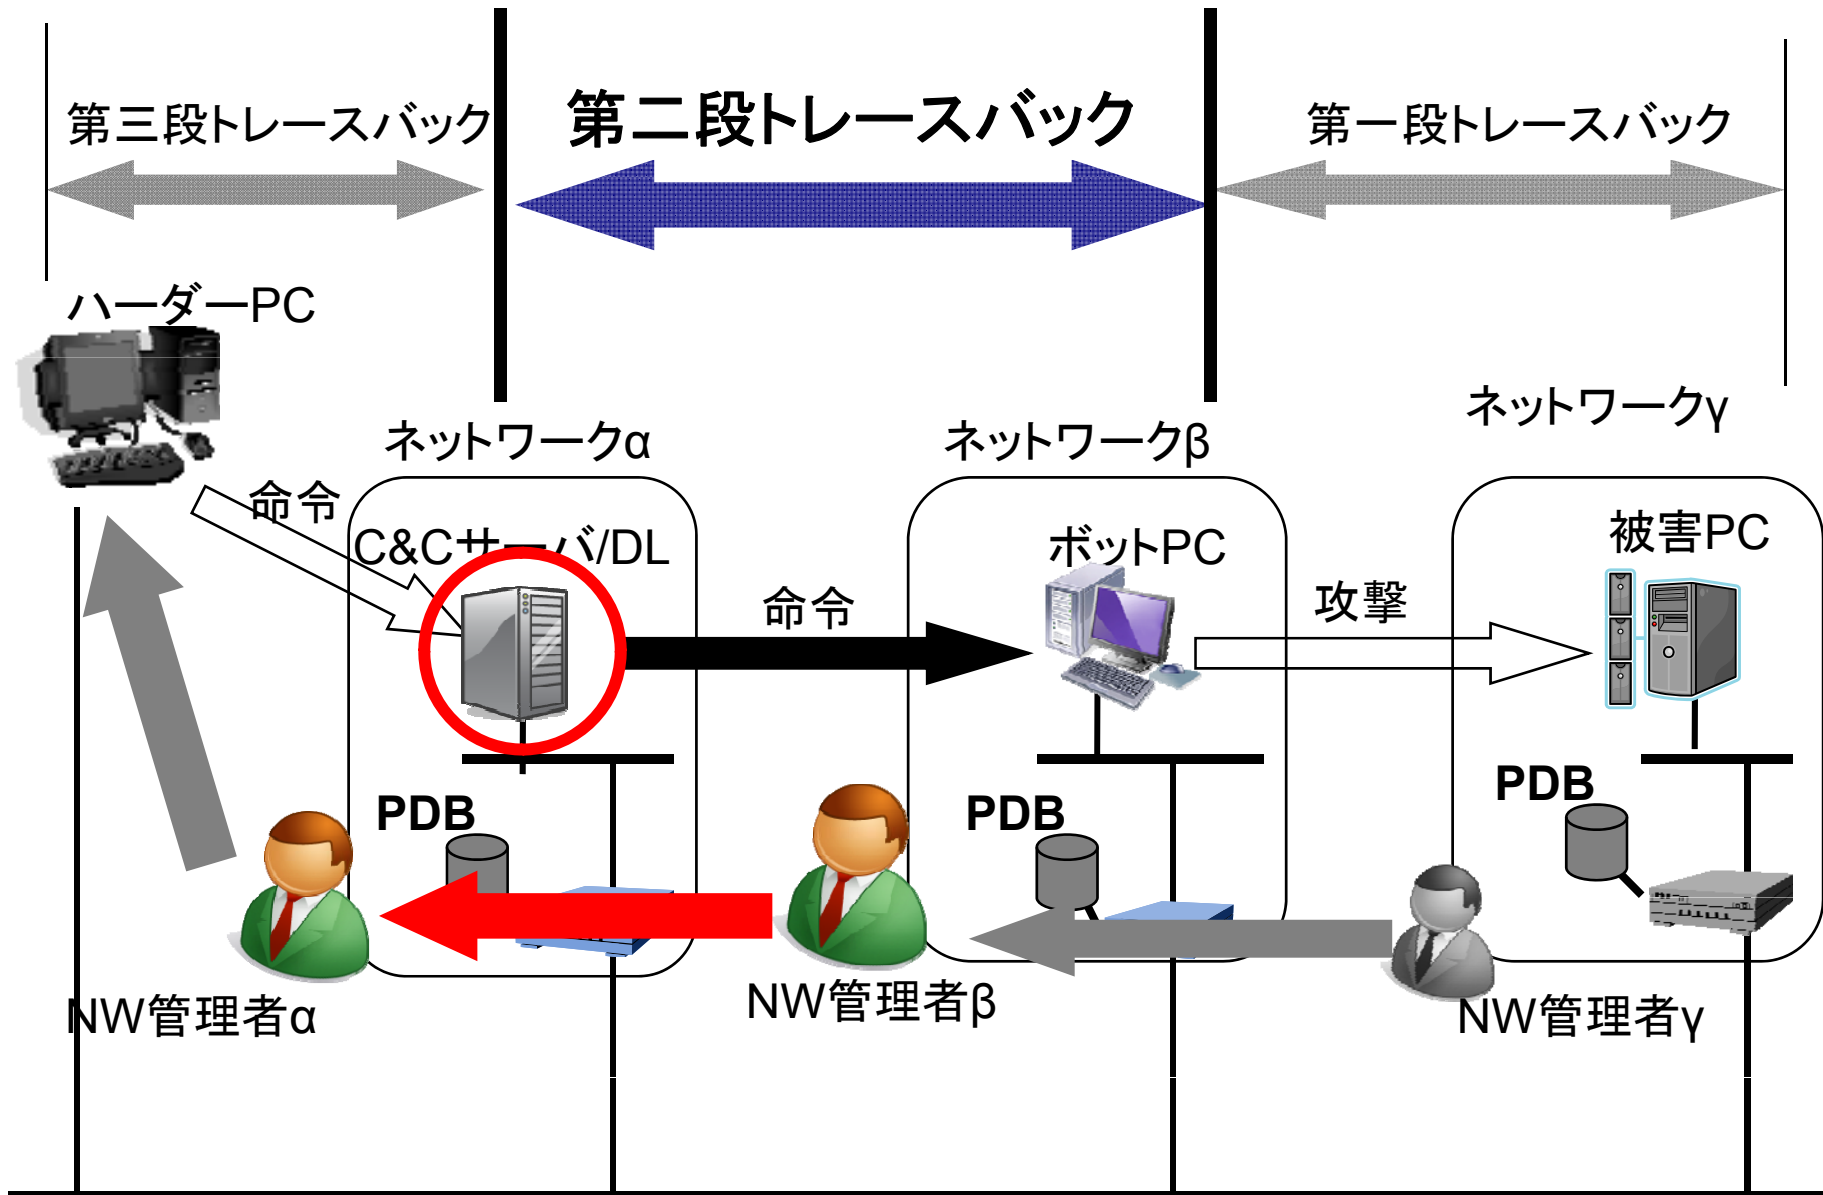 第三段トレースバック
第二段トレースバック
第一段トレースバック
ハーダーPC
ネットワークα
ネットワークβ
ネットワークγ
命令
C&Cサーバ/DL
ボットPC
被害PC
命令
攻撃
PDB
PDB
PDB
NW管理者α
NW管理者β
NW管理者γ